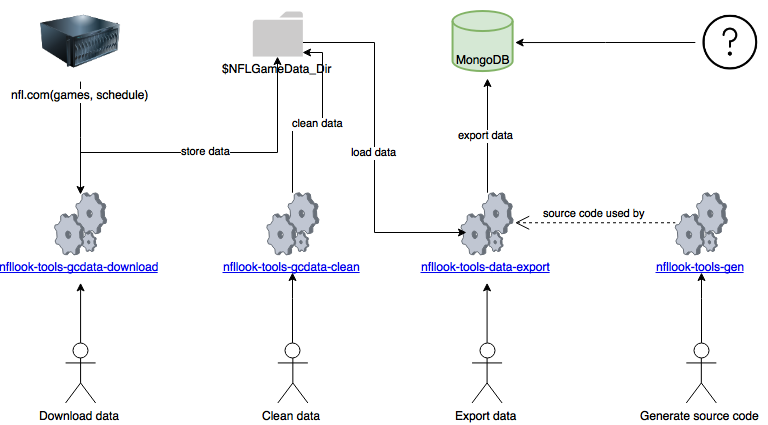 ?
MongoDB
$NFLGameData_Dir
nfl.com(games, schedule)
clean data
export data
store data
load data
source code used by
nfllook-tools-gcdata-download
nfllook-tools-gcdata-clean
nfllook-tools-data-export
nfllook-tools-gen
Download data
Clean data
Export data
Generate source code